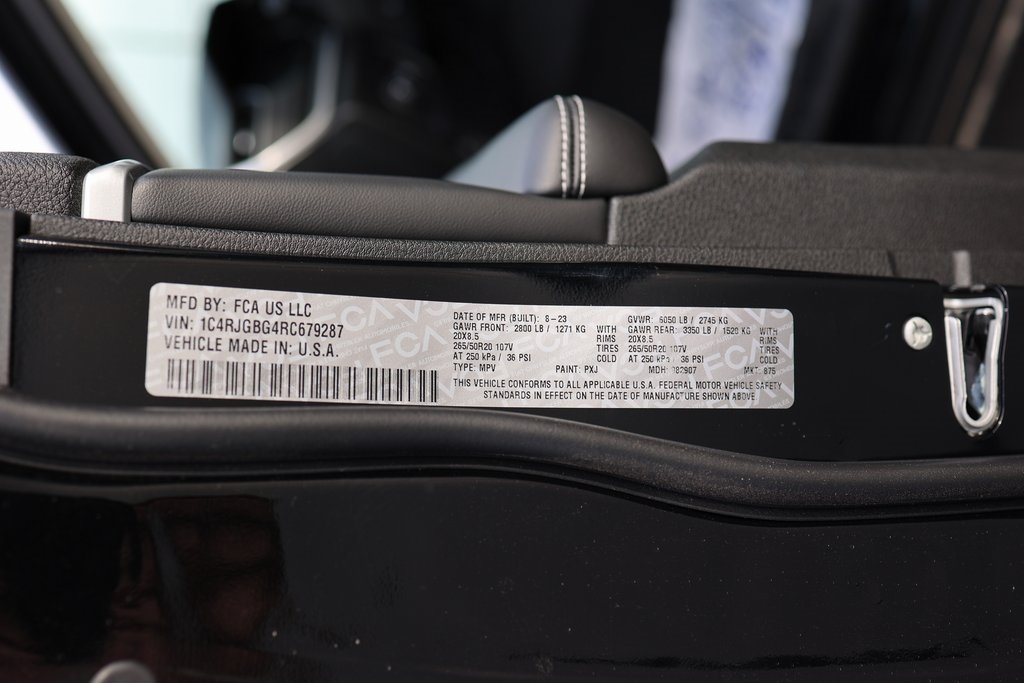 MFD BY: FCA US LLC
VIN: 1C4RJGBG4RC679287
VEHICLE MADE IN: U.S.A.
DATE OF MFR (BUILT): 8-23 GVWR: 6050 LB / 2745 KG
GAWR FRONT: 2800 LB / 1271 KG WITH GAWR REAR: 3350 LB / 1520 KG WITH
20X8.5 RIMS 20X8.5 RIMS
265/50R20 107V TIRES 265/50R20 107V TIRES
AT 250 kPa / 36 PSI COLD AT 250 kPa / 36 PSI COLD
TYPE: MPV PAINT: PXJ MDH: MKT: 875
THIS VEHICLE CONFORMS TO ALL APPLICABLE U.S.A. FEDERAL MOTOR VEHICLE SAFETY
STANDARDS IN EFFECT ON THE DATE OF MANUFACTURE SHOWN ABOVE